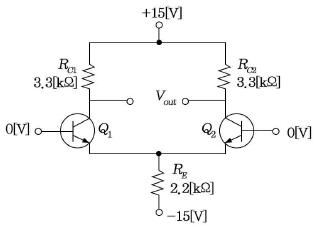 +15[V]
R_C1
3.3[kΩ]
V_out
R_C2
3.3[kΩ]
0[V]
Q_1
Q_2
0[V]
R_E
2.2[kΩ]
-15[V]